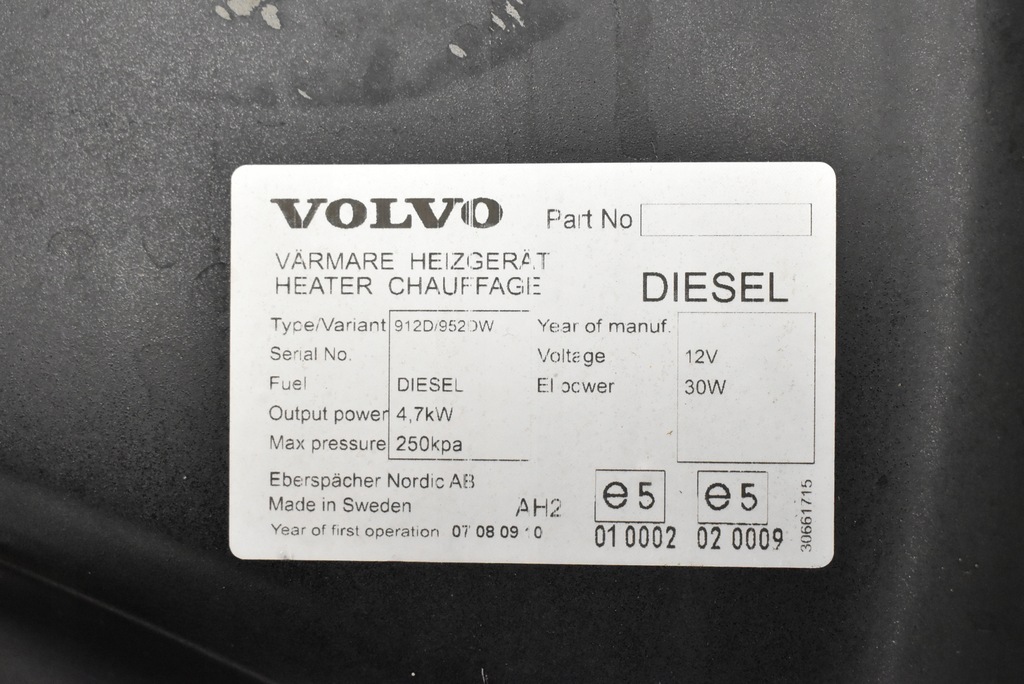 VOLVO Part No
VÄRMARE HEIZGERÄT
HEATER CHAUFFAGE
DIESEL
Type/Variant 912D/952DW Year of manuf.
Serial No. Voltage 12V
Fuel DIESEL El power 30W
Output power 4,7kW
Max pressure 250kpa
Eberspächer Nordic AB
Made in Sweden AH2 e5 e5
Year of first operation 07 08 09 10 01 0002 02 0009
30661715